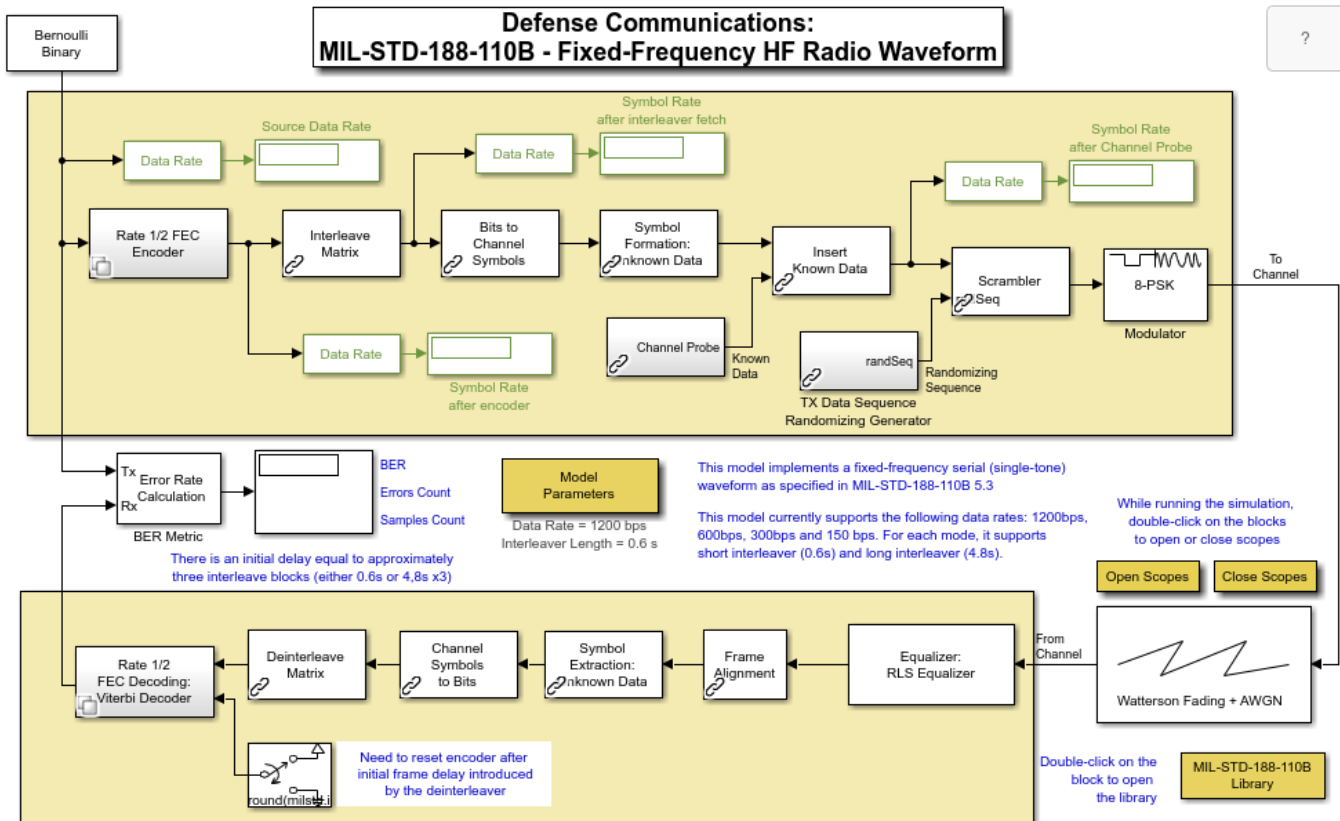 Defense Communications:
MIL-STD-188-110B - Fixed-Frequency HF Radio Waveform
?
Bernoulli
Binary
Source Data Rate
Data Rate
Symbol Rate
after interleaver fetch
Data Rate
Symbol Rate
after Channel Probe
Data Rate
Rate 1/2 FEC
Encoder
Interleave
Matrix
Bits to
Channel
Symbols
Symbol
Formation:
nknown Data
Insert
Known Data
Scrambler
8-PSK
Modulator
To
Channel
Data Rate
Symbol Rate
after encoder
Channel Probe
Known
Data
randSeq
Randomizing
Sequence
TX Data Sequence
Randomizing Generator
Tx
Rx
Error Rate
Calculation
BER Metric
BER
Errors Count
Samples Count
There is an initial delay equal to approximately
three interleave blocks (either 0.6s or 4,8s x3)
Model
Parameters
Data Rate = 1200 bps
Interleaver Length = 0.6 s
This model implements a fixed-frequency serial (single-tone)
waveform as specified in MIL-STD-188-110B 5.3
This model currently supports the following data rates: 1200bps,
600bps, 300bps and 150 bps. For each mode, it supports
short interleaver (0.6s) and long interleaver (4.8s).
While running the simulation,
double-click on the blocks
to open or close scopes
Open Scopes
Close Scopes
Rate 1/2
FEC Decoding:
Viterbi Decoder
Deinterleave
Matrix
Channel
Symbols
to Bits
Symbol
Extraction:
nknown Data
Frame
Alignment
Equalizer:
RLS Equalizer
From
Channel
Watterson Fading + AWGN
Need to reset encoder after
initial frame delay introduced
by the deinterleaver
Double-click on the
block to open
the library
MIL-STD-188-110B
Library